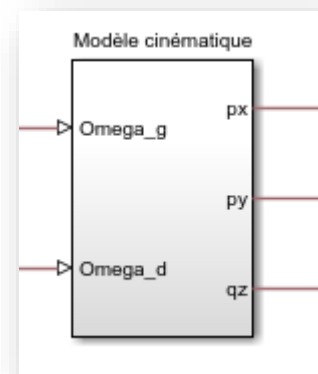 Modèle cinématique
px
Omega_g
py
Omega_d
qz